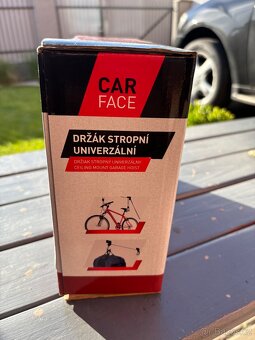 CAR
FACE
DRŽÁK STROPNÍ
UNIVERZÁLNÍ
DRŽIAK STROPNÝ UNIVERZÁLNY
CEILING MOUNT GARAGE HOIST